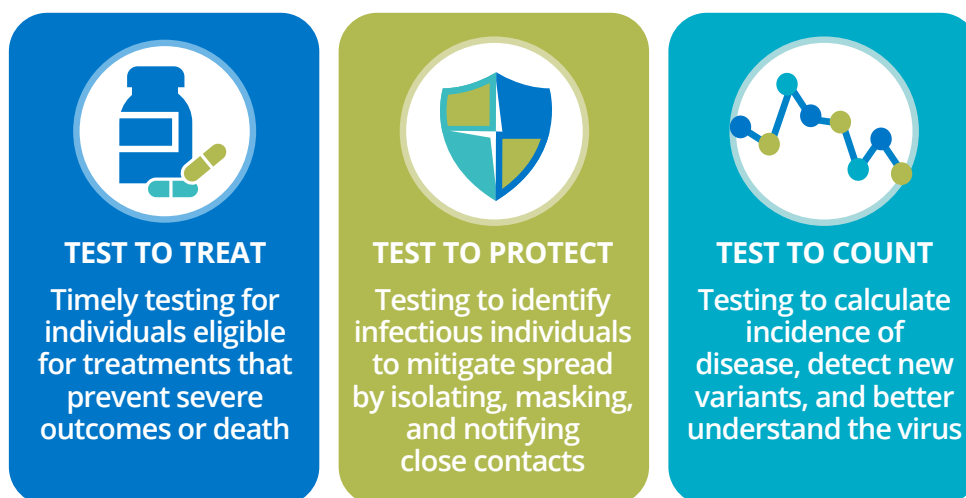 TEST TO TREAT
Timely testing for
individuals eligible
for treatments that
prevent severe
outcomes or death
TEST TO PROTECT
Testing to identify
infectious individuals
to mitigate spread
by isolating, masking,
and notifying
close contacts
TEST TO COUNT
Testing to calculate
incidence of
disease, detect new
variants, and better
understand the virus